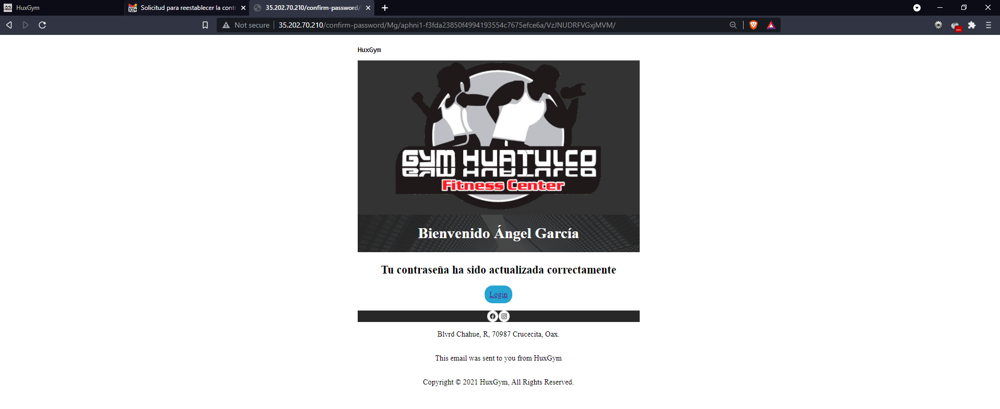 HuxGym
100+
Solicitud para reestablecer la contr
35.202.70.210/confirm-password/
Not secure
35.202.70.210/confirm-password/Mg/aphni1-f3fda23850f4994193554c7675efce6a/VzJNUDRFVGxjMVM/
HuxGym
GYM HUATULCO
Fitness Center
Bienvenido Ángel García
Tu contraseña ha sido actualizada correctamente
Login
Blvrd Chahue, R, 70987 Crucecita, Oax.
This email was sent to you from HuxGym
Copyright © 2021 HuxGym, All Rights Reserved.